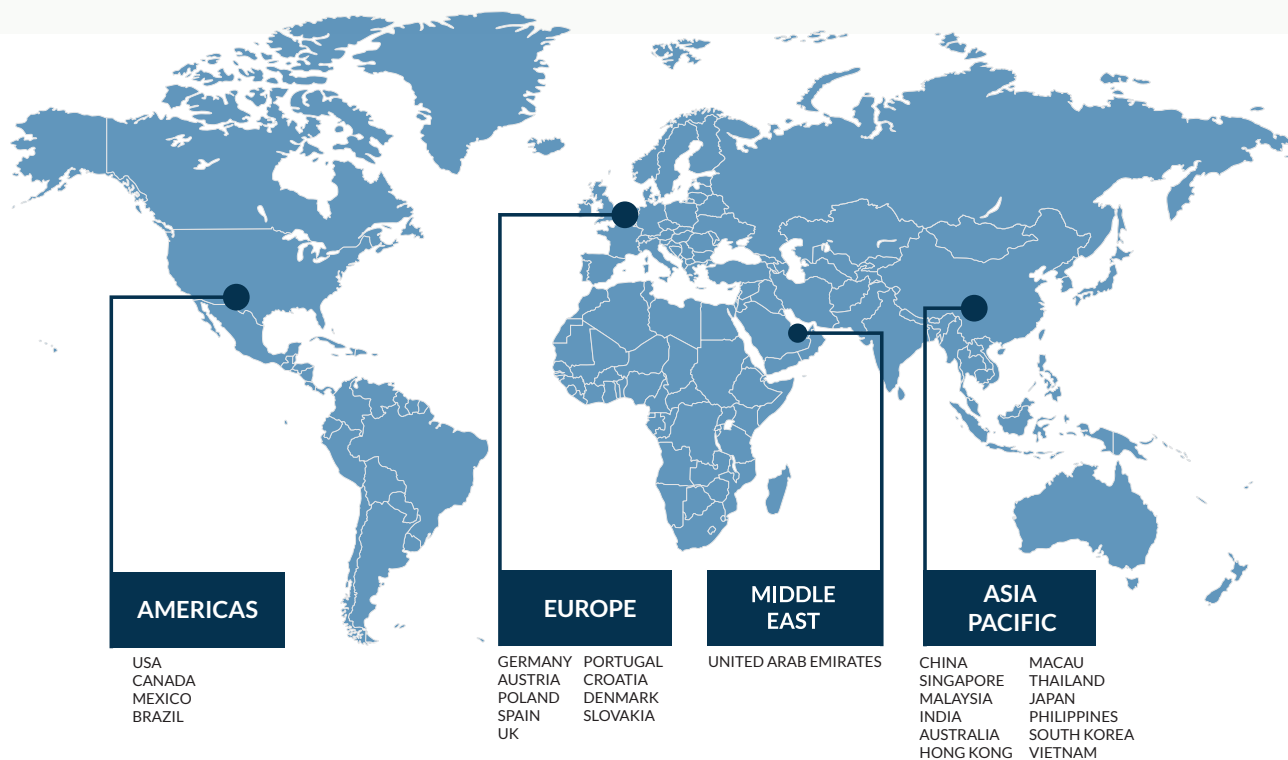 AMERICAS
USA
CANADA
MEXICO
BRAZIL
EUROPE
GERMANY
AUSTRIA
POLAND
SPAIN
UK
PORTUGAL
CROATIA
DENMARK
SLOVAKIA
MIDDLE
EAST
UNITED ARAB EMIRATES
ASIA
PACIFIC
CHINA
SINGAPORE
MALAYSIA
INDIA
AUSTRALIA
HONG KONG
MACAU
THAILAND
JAPAN
PHILIPPINES
SOUTH KOREA
VIETNAM